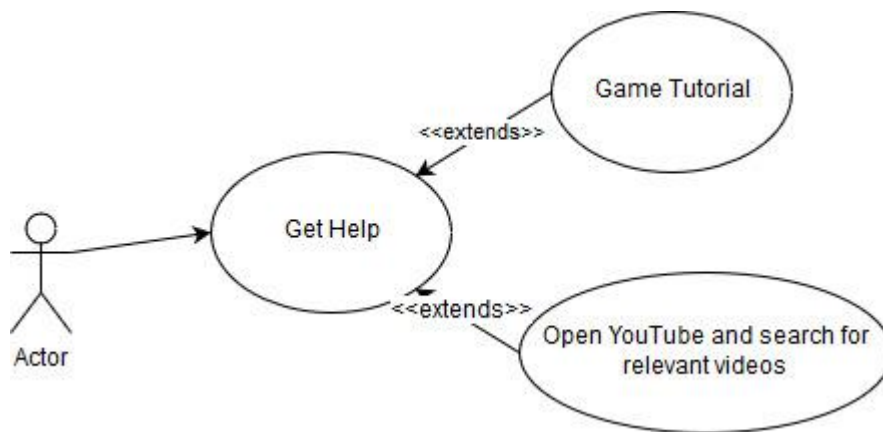 Game Tutorial
<<extends>>
Get Help
<<extends>>
Open YouTube and search for
relevant videos
Actor